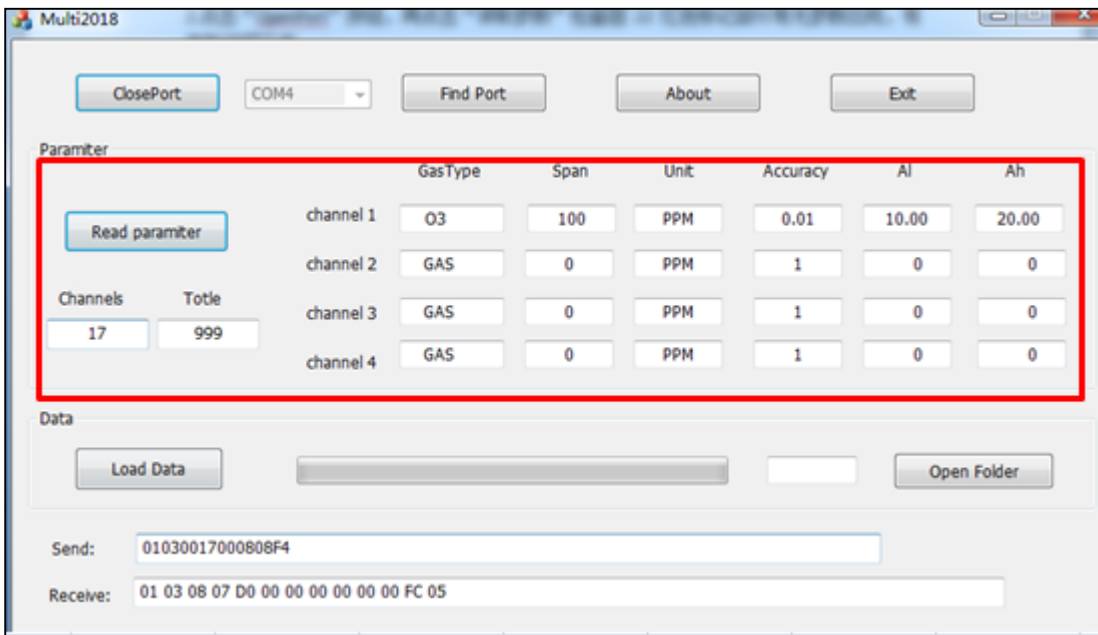 Multi2018
ClosePort COM4 Find Port About Exit
Paramiter
GasType Span Unit Accuracy Al Ah
Read paramiter
channel 1 O3 100 PPM 0.01 10.00 20.00
channel 2 GAS 0 PPM 1 0 0
Channels Totle
17 999
channel 3 GAS 0 PPM 1 0 0
channel 4 GAS 0 PPM 1 0 0
Data
Load Data Open Folder
Send: 01030017000808F4
Receive: 01 03 08 07 D0 00 00 00 00 00 00 FC 05